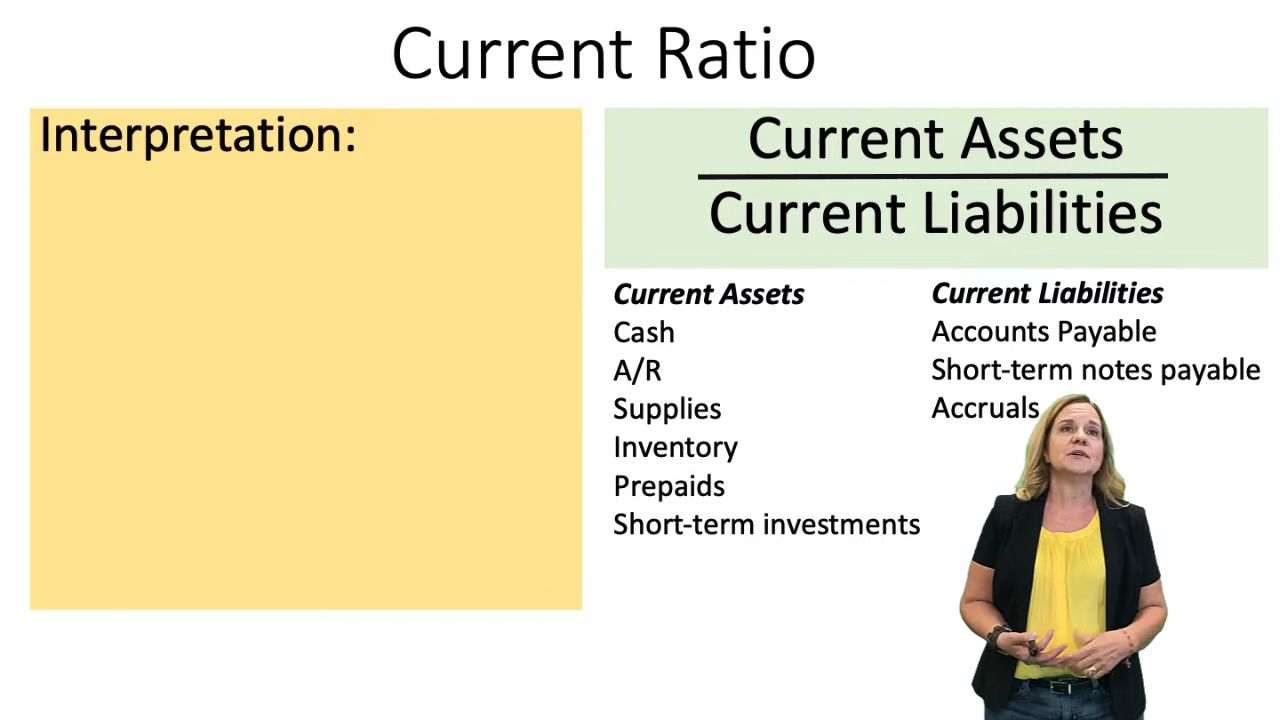 Current Ratio
Interpretation:
Current Assets
Current Liabilities
Current Assets
Cash
A/R
Supplies
Inventory
Prepaids
Short-term investments
Current Liabilities
Accounts Payable
Short-term notes payable
Accruals